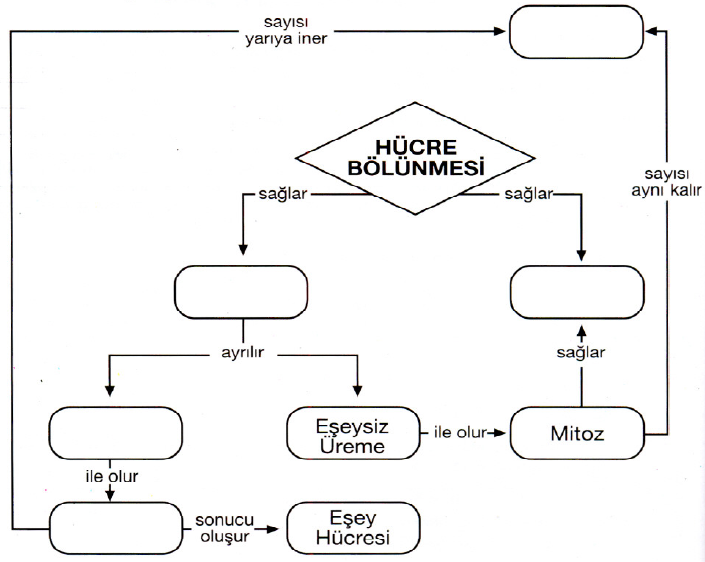 sayısı
yarıya iner
HÜCRE
BÖLÜNMESİ
sayısı
aynı kalır
sağlar
sağlar
ayrılır
sağlar
Eşeysiz
Üreme
ile olur
Mitoz
ile olur
sonucu
oluşur
Eşey
Hücresi